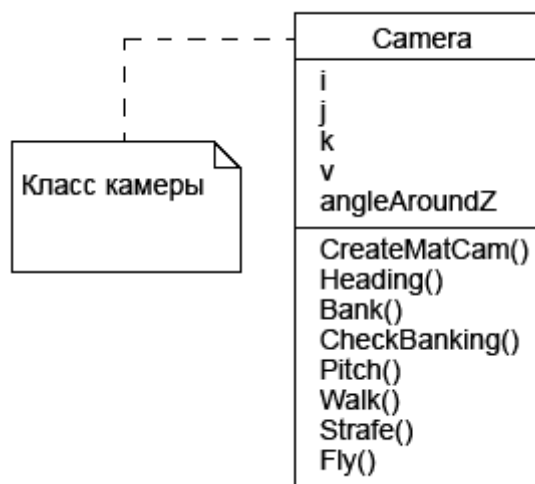 Camera
i
j
k
v
angleAroundZ
Класс камеры
CreateMatCam()
Heading()
Bank()
CheckBanking()
Pitch()
Walk()
Strafe()
Fly()